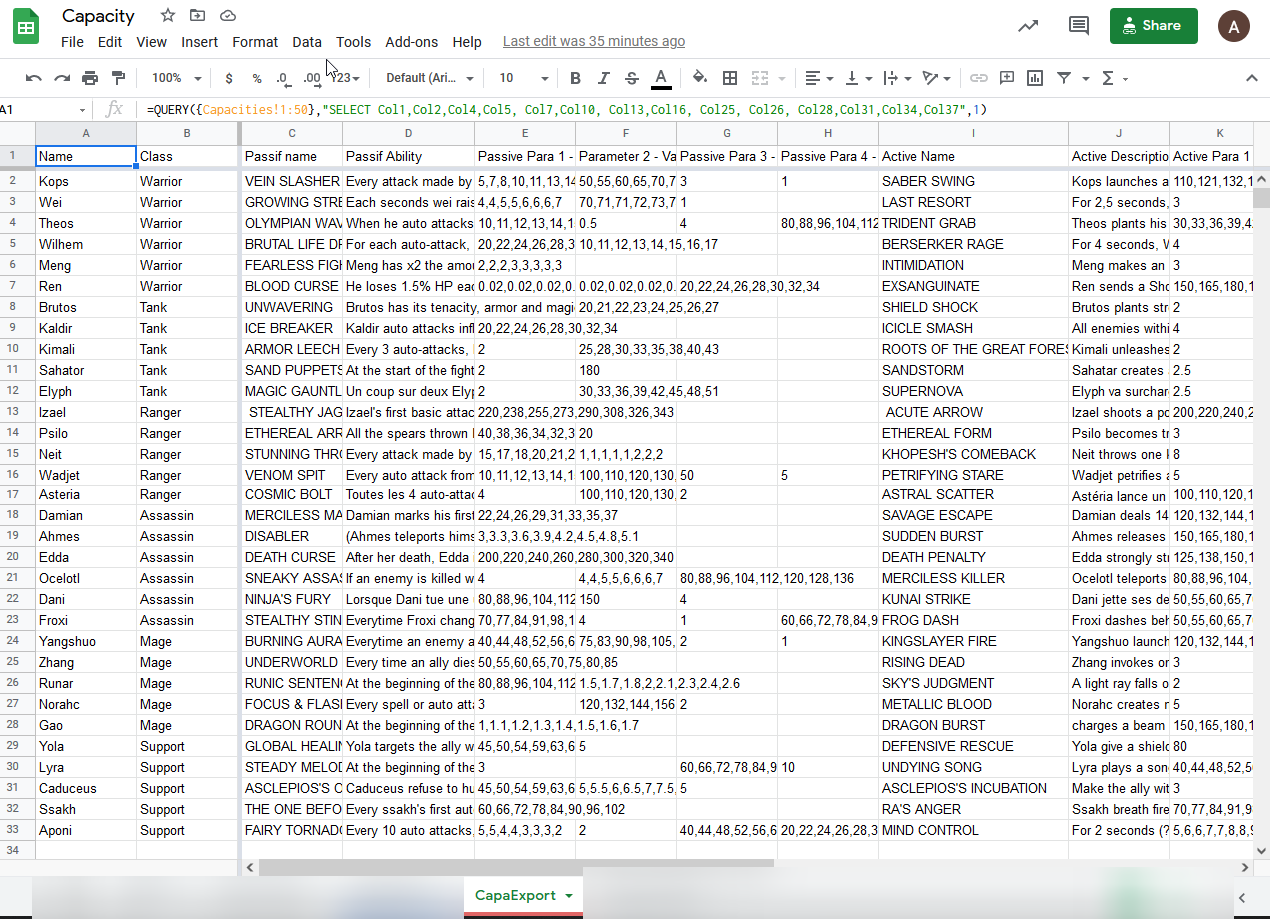 Capacity
File Edit View Insert Format Data Tools Add-ons Help Last edit was 35 minutes ago
Share
A
100% $ % .0 .00 123 Default (Ari... 10 B I S A Σ
A1 fx =QUERY({Capacities!1:50},"SELECT Col1,Col2,Col4,Col5, Col7,Col10, Col13,Col16, Col25, Col26, Col28,Col31,Col34,Col37",1)
A B C D E F G H I J K
1 Name Class Passif name Passif Ability Passive Para 1 - Parameter 2 - Va Passive Para 3 - Passive Para 4 - Active Name Active Descriptio Active Para 1
2 Kops Warrior VEIN SLASHER Every attack made by 5,7,8,10,11,13,14 50,55,60,65,70,7 3 1 SABER SWING Kops launches a 110,121,132,1
3 Wei Warrior GROWING STRE Each seconds wei rais 4,4,5,5,6,6,6,7 70,71,71,72,73,7 1 LAST RESORT For 2,5 seconds, 3
4 Theos Warrior OLYMPIAN WAV When he auto attacks 10,11,12,13,14,1 0.5 4 80,88,96,104,112 TRIDENT GRAB Theos plants his 30,33,36,39,4
5 Wilhem Warrior BRUTAL LIFE DR For each auto-attack, 20,22,24,26,28,3 10,11,12,13,14,15,16,17 BERSERKER RAGE For 4 seconds, W 4
6 Meng Warrior FEARLESS FIGH Meng has x2 the amou 2,2,2,3,3,3,3,3 INTIMIDATION Meng makes an 3
7 Ren Warrior BLOOD CURSE He loses 1.5% HP eac 0.02,0.02,0.02,0. 0.02,0.02,0.02,0. 20,22,24,26,28,30,32,34 EXSANGUINATE Ren sends a Sho 150,165,180,1
8 Brutos Tank UNWAVERING Brutos has its tenacity, armor and magi 20,21,22,23,24,25,26,27 SHIELD SHOCK Brutos plants str 2
9 Kaldir Tank ICE BREAKER Kaldir auto attacks infl 20,22,24,26,28,30,32,34 ICICLE SMASH All enemies withi 4
10 Kimali Tank ARMOR LEECH Every 3 auto-attacks, 2 25,28,30,33,35,38,40,43 ROOTS OF THE GREAT FORES Kimali unleashes 2
11 Sahator Tank SAND PUPPETS At the start of the fight 2 180 SANDSTORM Sahatar creates 2.5
12 Elyph Tank MAGIC GAUNTL Un coup sur deux Elyp 2 30,33,36,39,42,45,48,51 SUPERNOVA Elyph va surchar 2.5
13 Izael Ranger STEALTHY JAG Izael's first basic attac 220,238,255,273,290,308,326,343 ACUTE ARROW Izael shoots a po 200,220,240,2
14 Psilo Ranger ETHEREAL ARR All the spears thrown 40,38,36,34,32,3 20 ETHEREAL FORM Psilo becomes tr 3
15 Neit Ranger STUNNING THR Every attack made by 15,17,18,20,21,2 1,1,1,1,1,2,2,2 KHOPESH'S COMEBACK Neit throws one 8
16 Wadjet Ranger VENOM SPIT Every auto attack from 10,11,12,13,14,1 100,110,120,130, 50 5 PETRIFYING STARE Wadjet petrifies 5
17 Asteria Ranger COSMIC BOLT Toutes les 4 auto-attac 4 100,110,120,130, 2 ASTRAL SCATTER Astéria lance un 100,110,120,1
18 Damian Assassin MERCILESS MA Damian marks his first 22,24,26,29,31,33,35,37 SAVAGE ESCAPE Damian deals 14 120,132,144,1
19 Ahmes Assassin DISABLER (Ahmes teleports hims 3,3.3,3.6,3.9,4.2,4.5,4.8,5.1 SUDDEN BURST Ahmes releases 150,165,180,1
20 Edda Assassin DEATH CURSE After her death, Edda 200,220,240,260,280,300,320,340 DEATH PENALTY Edda strongly str 125,138,150,1
21 Ocelotl Assassin SNEAKY ASSAS If an enemy is killed w 4 4,4,5,5,6,6,6,7 80,88,96,104,112,120,128,136 MERCILESS KILLER Ocelotl teleports 80,88,96,104,
22 Dani Assassin NINJA'S FURY Lorsque Dani tue une 80,88,96,104,112 150 4 KUNAI STRIKE Dani jette ses de 50,55,60,65,7
23 Froxi Assassin STEALTHY STIN Everytime Froxi chang 70,77,84,91,98,1 4 1 60,66,72,78,84,9 FROG DASH Froxi dashes beh 50,55,60,65,7
24 Yangshuo Mage BURNING AURA Everytime an enemy a 40,44,48,52,56,6 75,83,90,98,105, 2 1 KINGSLAYER FIRE Yangshuo launch 120,132,144,1
25 Zhang Mage UNDERWORLD Every time an ally dies 50,55,60,65,70,75,80,85 RISING DEAD Zhang invokes or 3
26 Runar Mage RUNIC SENTEN At the beginning of the 80,88,96,104,112 1.5,1.7,1.8,2,2.1,2.3,2.4,2.6 SKY'S JUDGMENT A light ray falls o 2
27 Norahc Mage FOCUS & FLAS Every spell or auto att 3 120,132,144,156 2 METALLIC BLOOD Norahc creates 5
28 Gao Mage DRAGON ROUN At the beginning of the 1,1.1,1.2,1.3,1.4,1.5,1.6,1.7 DRAGON BURST charges a beam 150,165,180,1
29 Yola Support GLOBAL HEALIN Yola targets the ally w 45,50,54,59,63,6 5 DEFENSIVE RESCUE Yola give a shield 80
30 Lyra Support STEADY MELOD At the beginning of the 3 60,66,72,78,84,9 10 UNDYING SONG Lyra plays a son 40,44,48,52,5
31 Caduceus Support ASCLEPIOS'S C Caduceus refuse to hu 45,50,54,59,63,6 5,5.5,6,6.5,7,7.5, 5 ASCLEPIOS'S INCUBATION Make the ally wit 3
32 Ssakh Support THE ONE BEFO Every ssakh's first aut 60,66,72,78,84,90,96,102 RA'S ANGER Ssakh breath fire 70,77,84,91,9
33 Aponi Support FAIRY TORNADO Every 10 auto attacks, 5,5,4,4,3,3,3,2 2 40,44,48,52,56,6 20,22,24,26,28,3 MIND CONTROL For 2 seconds (? 5,6,6,7,7,8,8,9
34
CapaExport